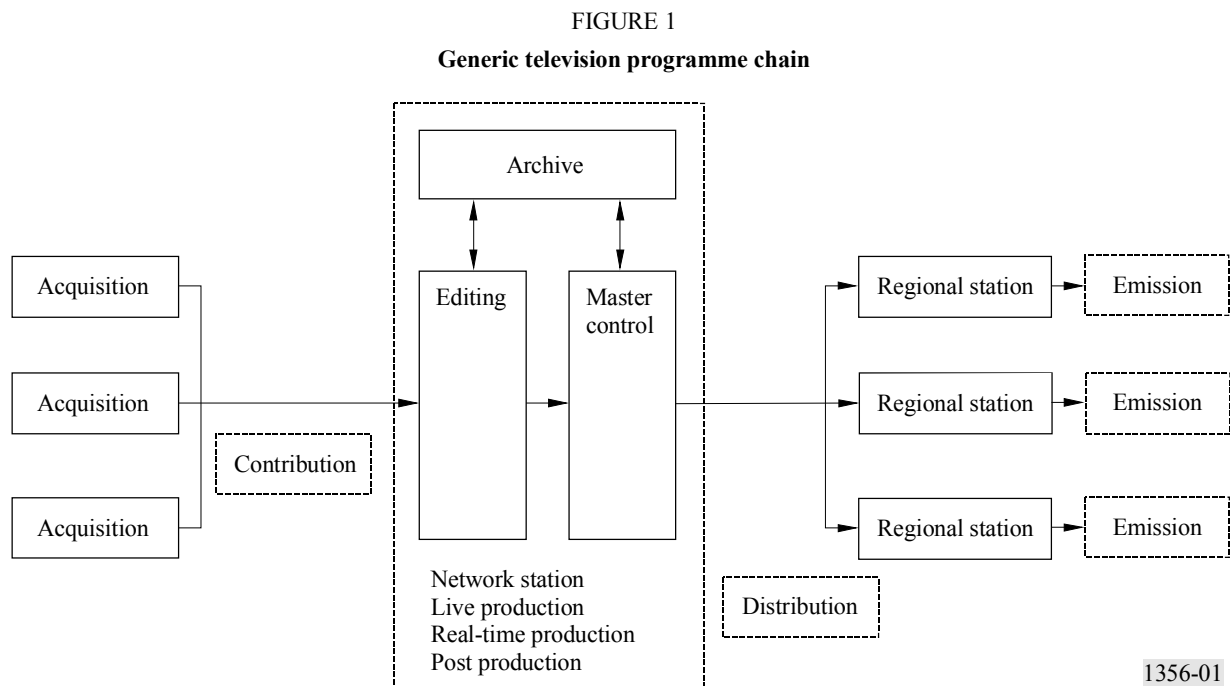 FIGURE 1
Generic television programme chain
Archive
Acquisition
Editing
Master
control
Regional station
Emission
Acquisition
Regional station
Emission
Contribution
Acquisition
Regional station
Emission
Network station
Live production
Real-time production
Post production
Distribution
1356-01